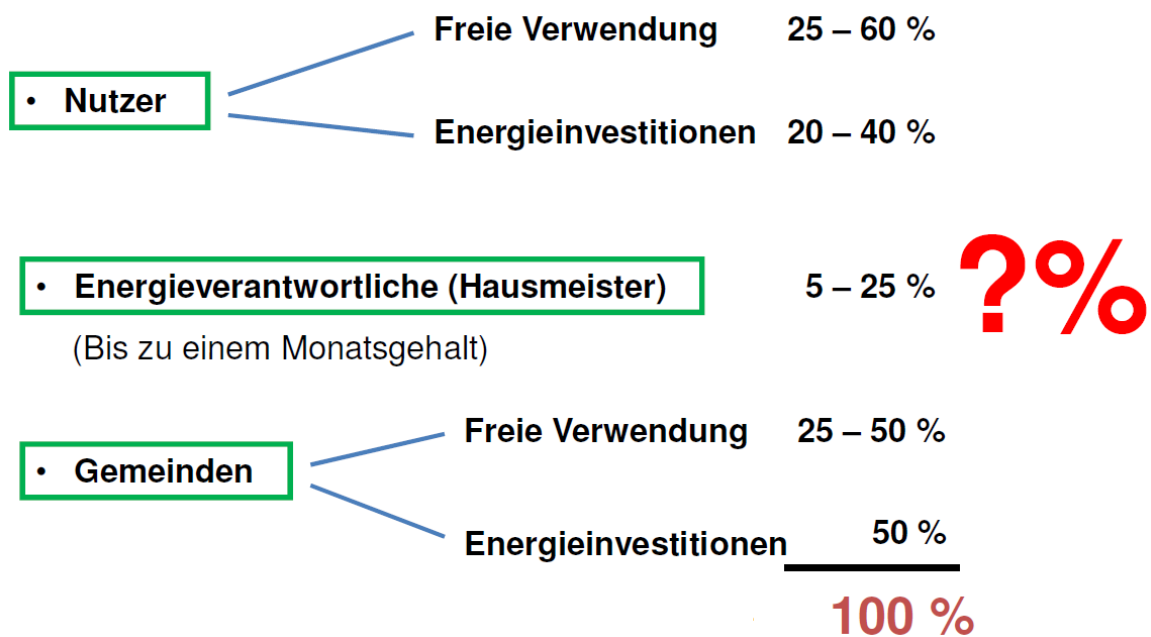 Freie Verwendung 25 – 60 %
• Nutzer
Energieinvestitionen 20 – 40 %
• Energieverantwortliche (Hausmeister) 5 – 25 % ?%
(Bis zu einem Monatsgehalt)
Freie Verwendung 25 – 50 %
• Gemeinden
Energieinvestitionen 50 %
100 %